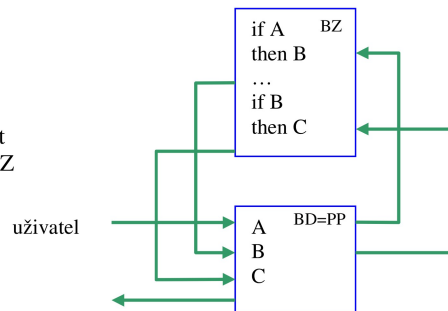 if A BZ
then B
...
if B
then C
t
Z
uživatel
A BD=PP
B
C